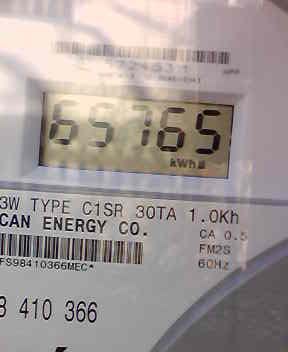 65765
kWh
3W TYPE C1SR 30TA 1.0Kh
CAN ENERGY CO.
CA 0.5
FM2S
60Hz
FS98410366MEC*
8 410 366